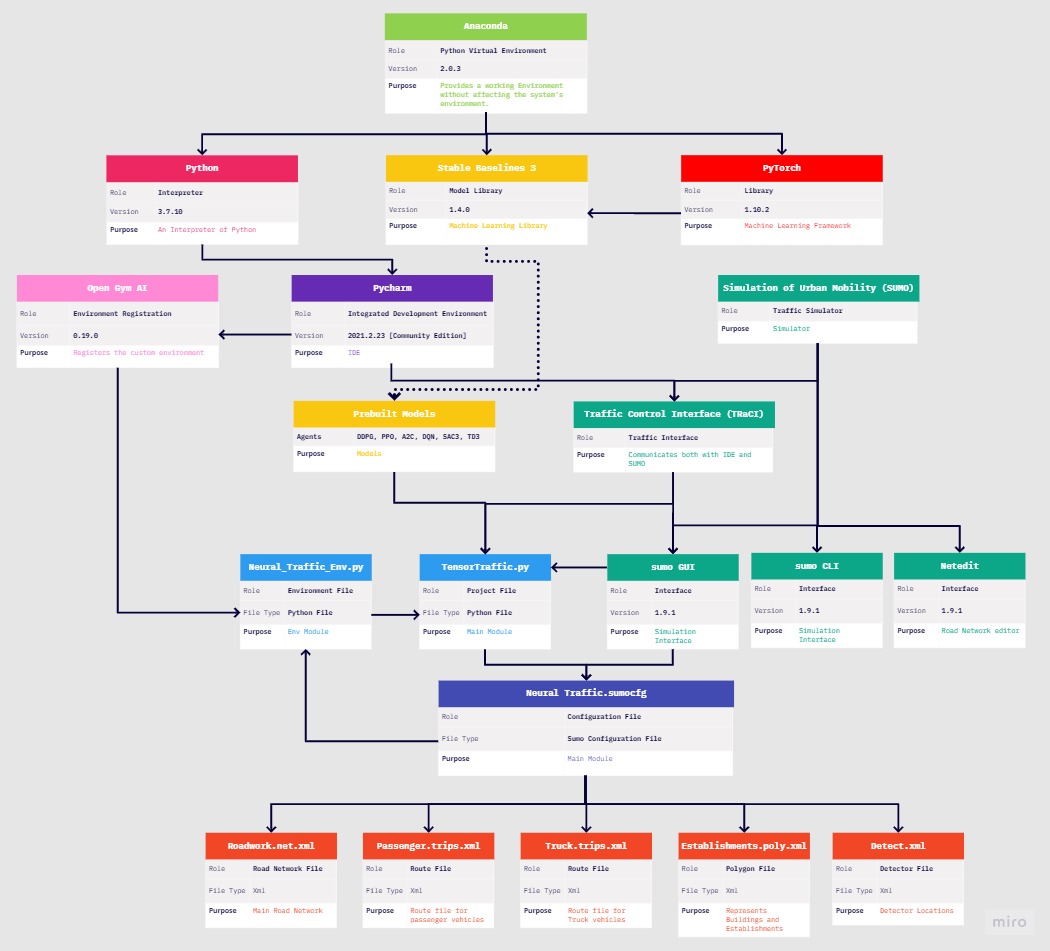 Anaconda
Role Python Virtual Environment
Version 2.0.3
Purpose Provides a working Environment
without affecting the system's
environment.
Python
Role Interpreter
Version 3.7.10
Purpose An Interpreter of Python
Stable Baselines 3
Role Model Library
Version 1.4.0
Purpose Machine Learning Library
PyTorch
Role Library
Version 1.10.2
Purpose Machine Learning Framework
Open Gym AI
Role Environment Registration
Version 0.19.0
Purpose Registers the custom environment
Pycharm
Role Integrated Development Environment
Version 2021.2.23 [Community Edition]
Purpose IDE
Simulation of Urban Mobility (SUMO)
Role Traffic Simulator
Purpose Simulator
Prebuilt Models
Agents DDPG, PPO, A2C, DQN, SAC3, TD3
Purpose Models
Traffic Control Interface (TRaCI)
Role Traffic Interface
Purpose Communicates both with IDE and
SUMO
Neural_Traffic_Env.py
Role Environment File
File Type Python File
Purpose Env Module
TensorTraffic.py
Role Project File
File Type Python File
Purpose Main Module
sumo GUI
Role Interface
Version 1.9.1
Purpose Simulation
Interface
sumo CLI
Role Interface
Version 1.9.1
Purpose Simulation
Interface
Netedit
Role Interface
Version 1.9.1
Purpose Road Network editor
Neural Traffic.sumocfg
Role Configuration File
File Type Sumo Configuration File
Purpose Main Module
Roadwork.net.xml
Role Road Network File
File Type Xml
Purpose Main Road Network
Passenger.trips.xml
Role Route File
File Type Xml
Purpose Route file for
passenger vehicles
Truck.trips.xml
Role Route File
File Type Xml
Purpose Route file for
Truck vehicles
Establishments.poly.xml
Role Polygon File
File Type Xml
Purpose Represents
Buildings and
Establishments
Detect.xml
Role Detector File
File Type Xml
Purpose Detector Locations
miro